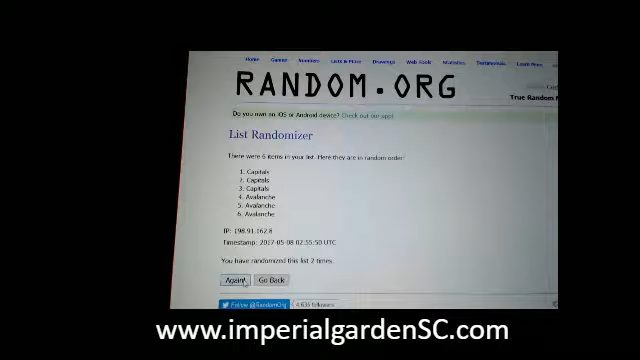 Home Games Numbers Lists & More Drawings Web Tools Statistics Testimonials Learn More
RANDOM.ORG
True Random
Do you own an iOS or Android device? Check out our app!
List Randomizer
There were 6 items in your list. Here they are in random order:
1. Capitals
2. Capitals
3. Capitals
4. Avalanche
5. Avalanche
6. Avalanche
IP: 198.91.162.8
Timestamp: 2017-05-08 02:55:50 UTC
You have randomized this list 2 times.
Again! Go Back
Follow @RandomOrg 4,635 followers
www.imperialgardenSC.com